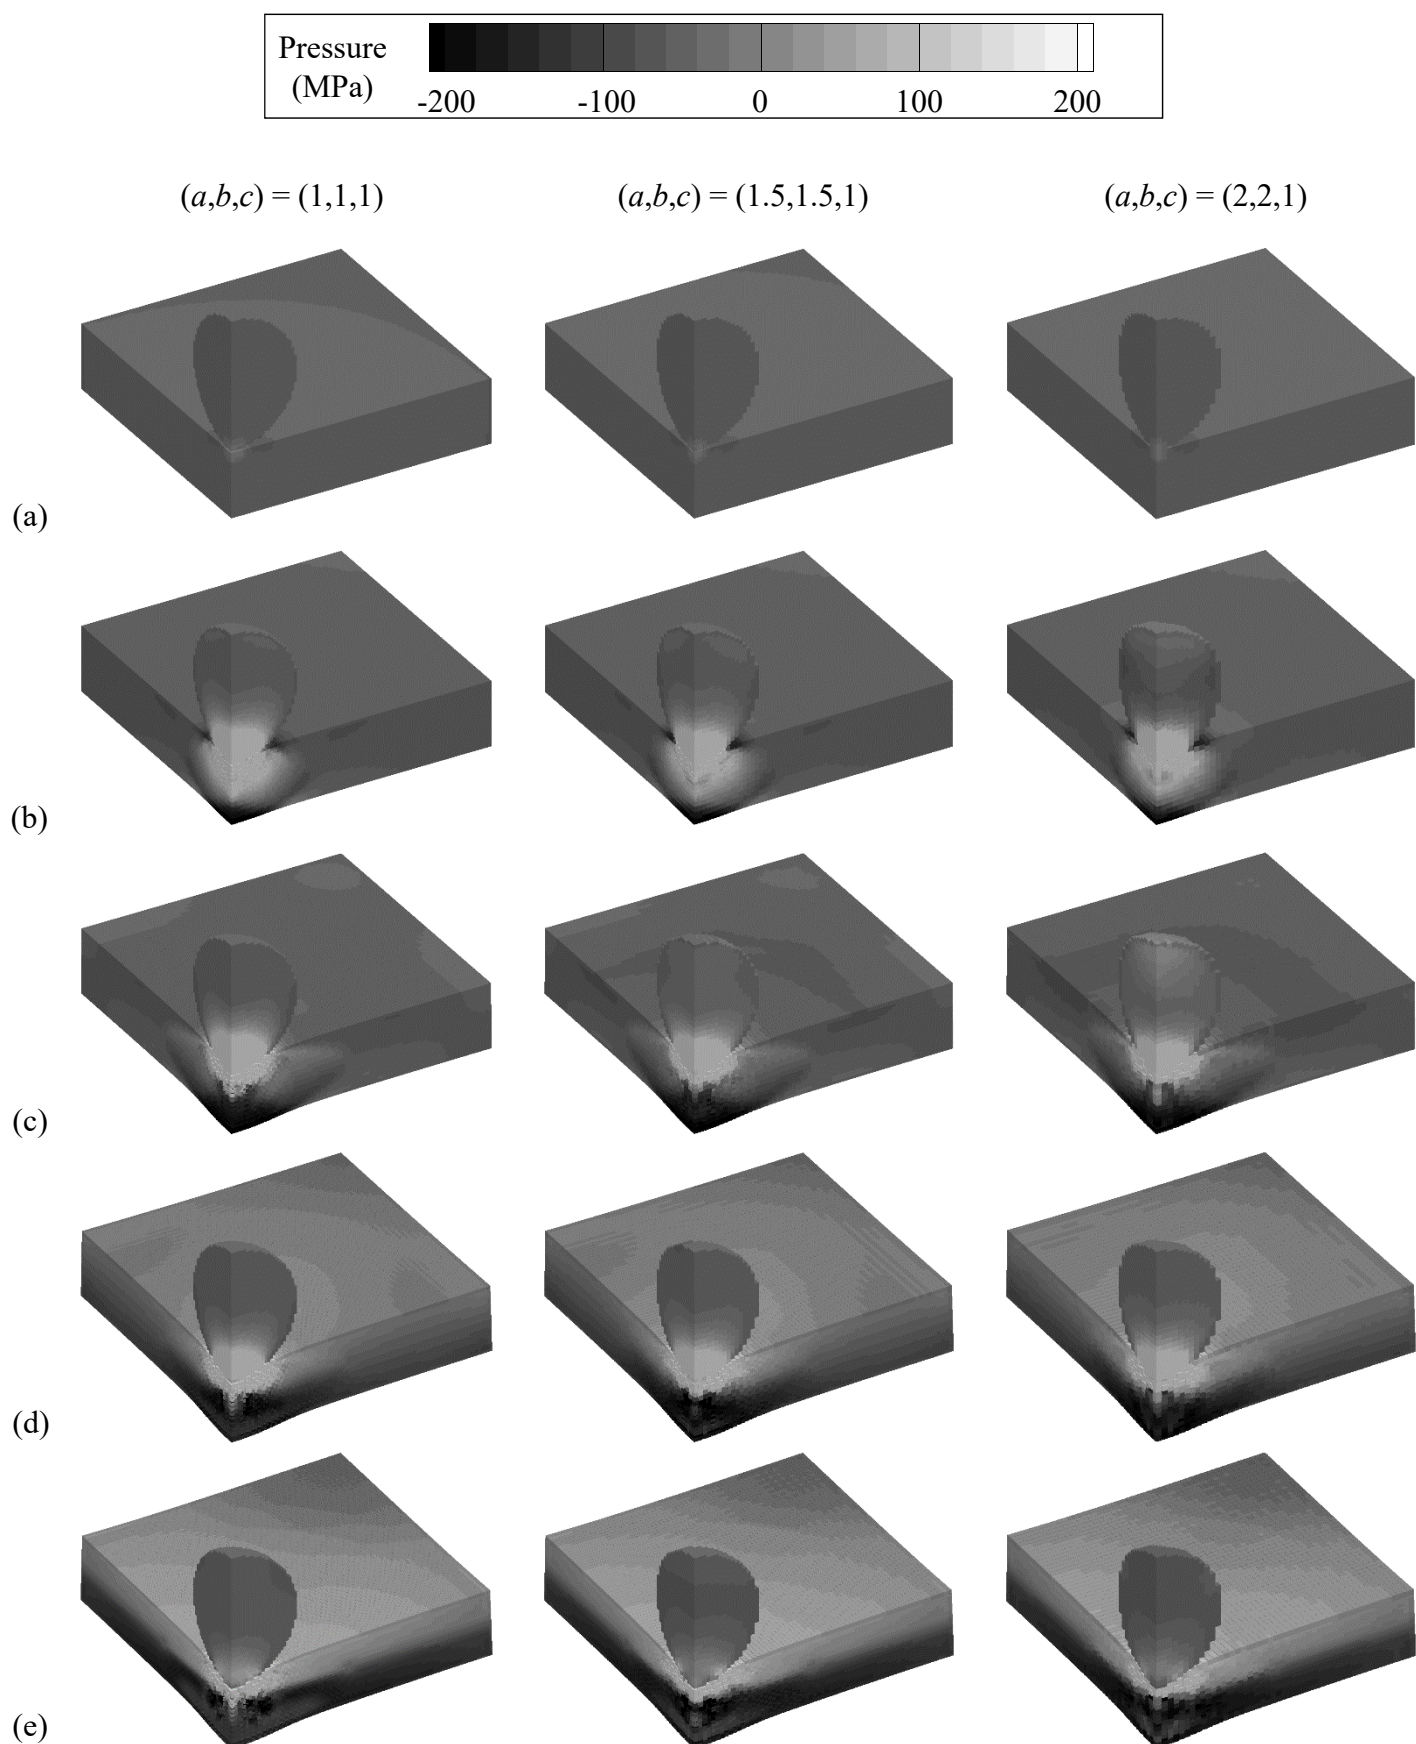 Pressure
(MPa)
-200 -100 0 100 200
(a,b,c) = (1,1,1) (a,b,c) = (1.5,1.5,1) (a,b,c) = (2,2,1)
(a)
(b)
(c)
(d)
(e)